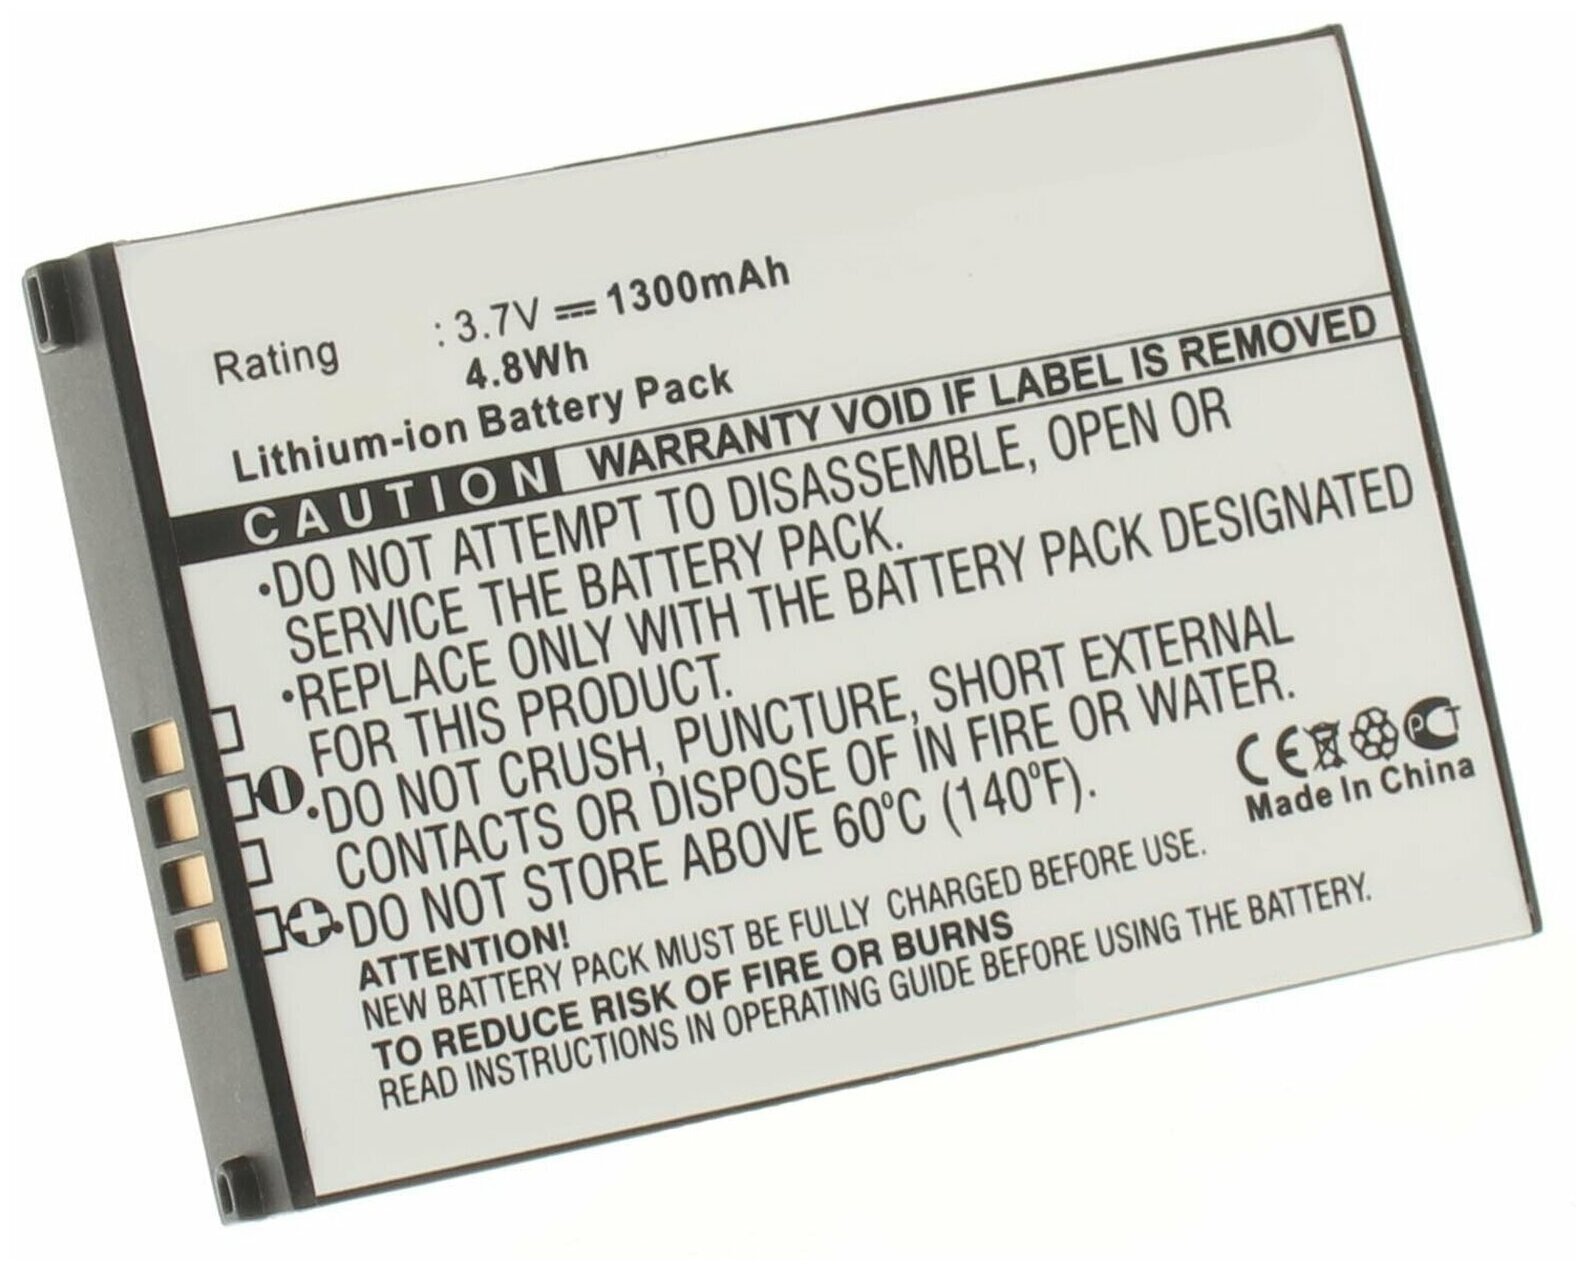 Rating : 3.7V ⎓ 1300mAh
4.8Wh
Lithium-ion Battery Pack
CAUTION WARRANTY VOID IF LABEL IS REMOVED
•DO NOT ATTEMPT TO DISASSEMBLE, OPEN OR
SERVICE THE BATTERY PACK.
•REPLACE ONLY WITH THE BATTERY PACK DESIGNATED
FOR THIS PRODUCT.
•DO NOT CRUSH, PUNCTURE, SHORT EXTERNAL
CONTACTS OR DISPOSE OF IN FIRE OR WATER.
•DO NOT STORE ABOVE 60°C (140°F).
CE PCT
Made in China
ATTENTION!
NEW BATTERY PACK MUST BE FULLY CHARGED BEFORE USE.
TO REDUCE RISK OF FIRE OR BURNS
READ INSTRUCTIONS IN OPERATING GUIDE BEFORE USING THE BATTERY.